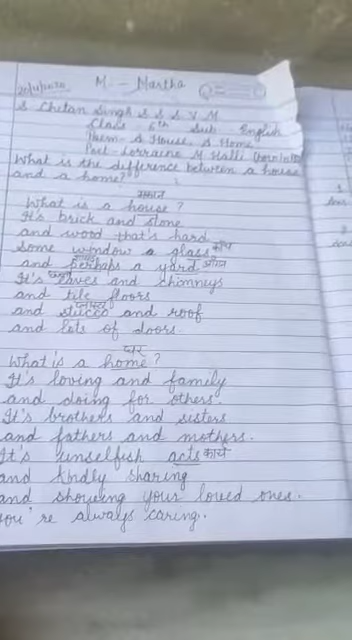 M. - Martha
S Chetan Singh S S S V M
Class 6th Sub English
Poem - A House, A Home
Poet - Lorraine M Halli
What is the difference between a house
and a home?
मकान
What is a house?
It's brick and stone
and wood that's hard
Some window a glass काँच
and perhaps a yard आँगन
It's eaves and chimneys
and tile floors
and stucco and roof
and lots of doors.
घर
What is a home?
It's loving and family
and doing for others.
It's brothers and sisters
and fathers and mothers.
It's unselfish acts कार्य
and kindly sharing
and showing your loved ones.
you're always caring.